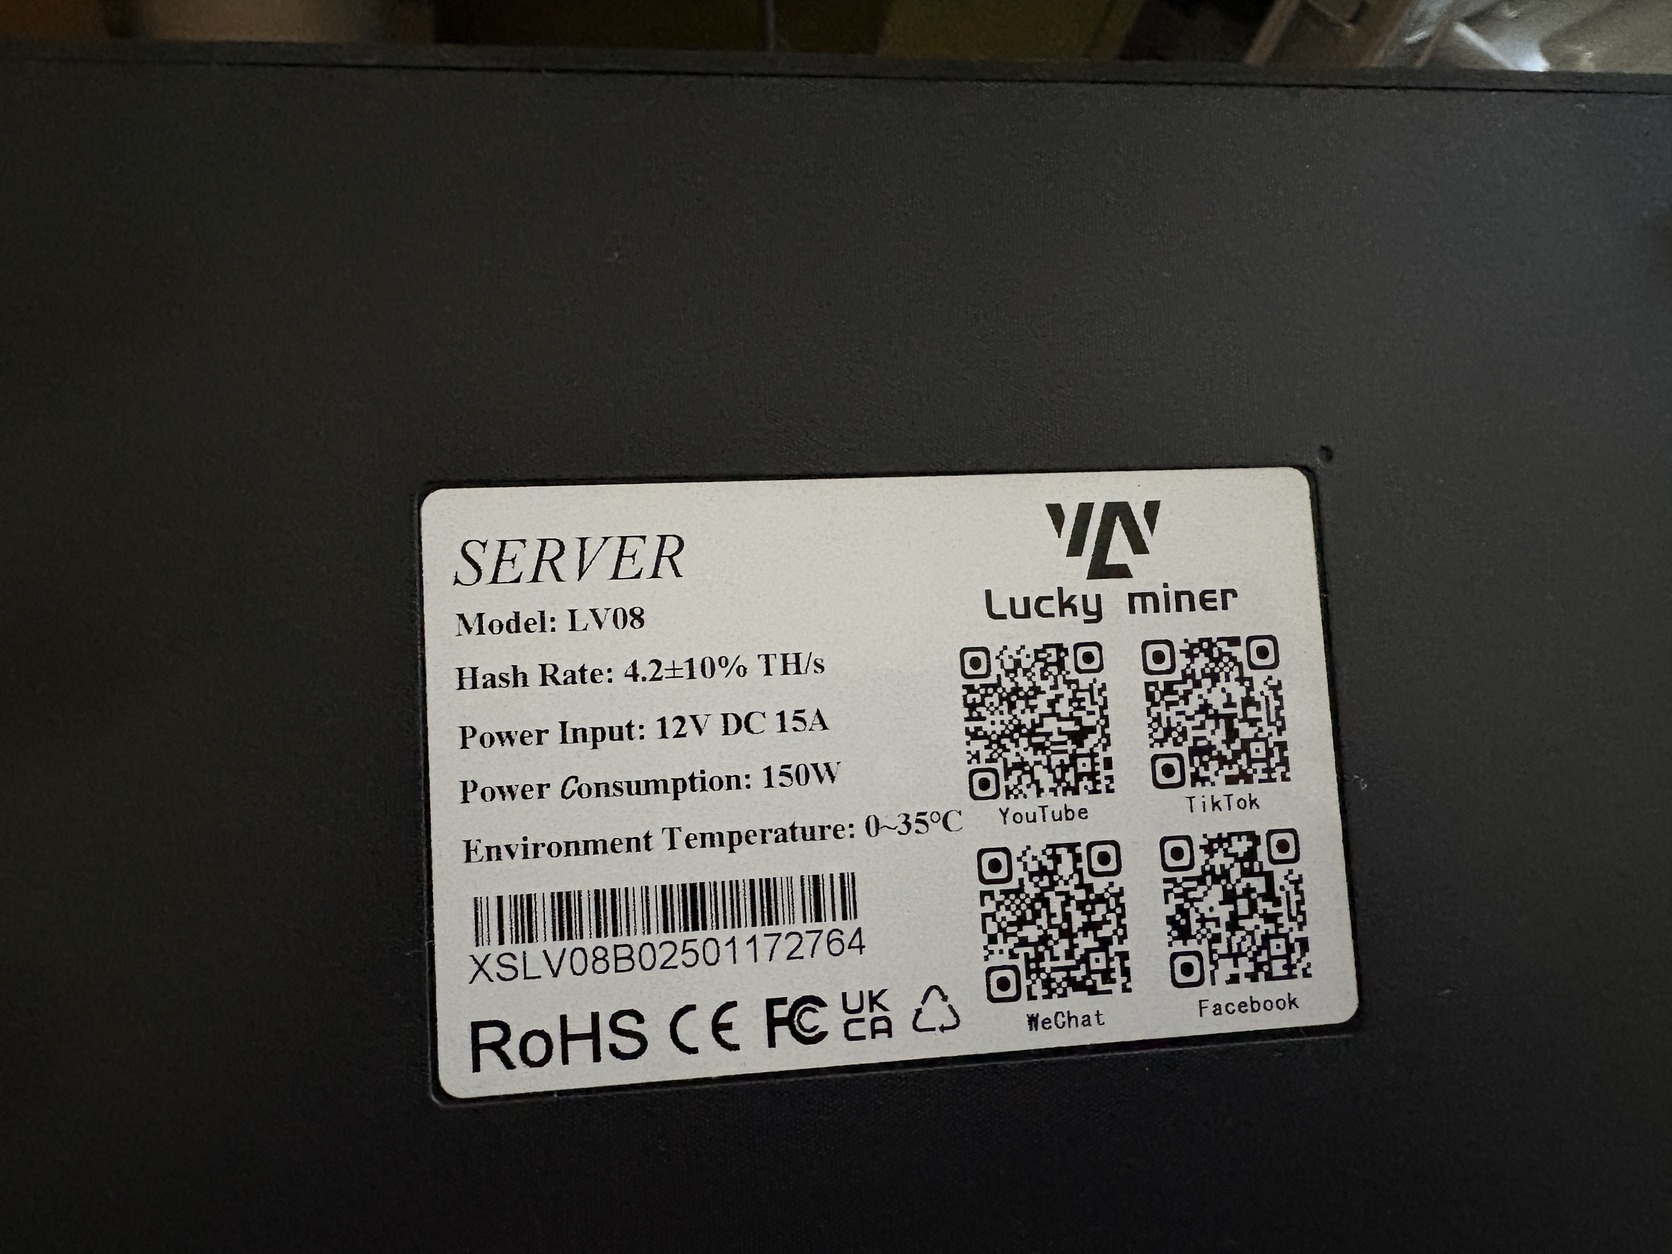 SERVER
Model: LV08
Hash Rate: 4.2±10% TH/s
Power Input: 12V DC 15A
Power Consumption: 150W
Environment Temperature: 0~35°C
XSLV08B02501172764
RoHS CE FC UK CA
Lucky miner
YouTube
TikTok
WeChat
Facebook